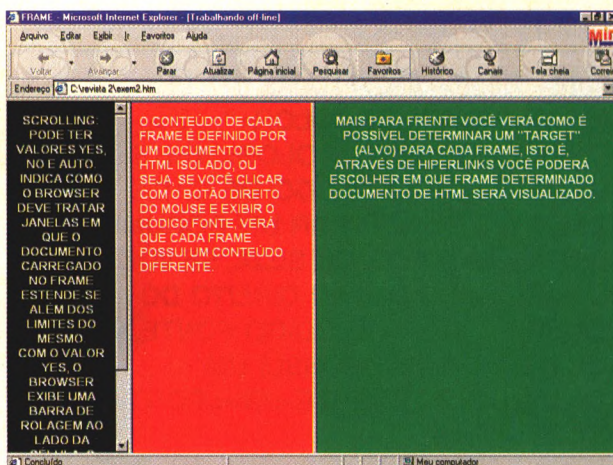 FRAME - Microsoft Internet Explorer - [Trabalhando off-line]
Arquivo Editar Exibir Ir Favoritos Ajuda
Voltar Avançar Parar Atualizar Página inicial Pesquisar Favoritos Histórico Canais Tela cheia Correi
Endereço C:\revista 2\exem2.htm
SCROLLING:
PODE TER
VALORES YES,
NO E AUTO.
INDICA COMO
O BROWSER
DEVE TRATAR
JANELAS EM
QUE O
DOCUMENTO
CARREGADO
NO FRAME
ESTENDE-SE
ALÉM DOS
LIMITES DO
MESMO
COM O VALOR
YES, O
BROWSER
EXIBE UMA
BARRA DE
ROLAGEM AO
LADO DA
O CONTEÚDO DE CADA
FRAME É DEFINIDO POR
UM DOCUMENTO DE
HTML ISOLADO, OU
SEJA, SE VOCÊ CLICAR
COM O BOTÃO DIREITO
DO MOUSE E EXIBIR O
CÓDIGO FONTE, VERÁ
QUE CADA FRAME
POSSUI UM CONTEÚDO
DIFERENTE.
MAIS PARA FRENTE VOCÊ VERÁ COMO É
POSSÍVEL DETERMINAR UM "TARGET"
(ALVO) PARA CADA FRAME, ISTO É,
ATRAVÉS DE HIPERLINKS VOCÊ PODERÁ
ESCOLHER EM QUE FRAME DETERMINADO
DOCUMENTO DE HTML SERÁ VISUALIZADO.
Concluído Meu computador